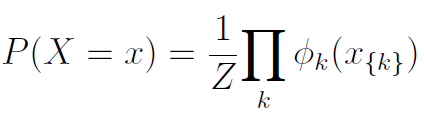 P(X = x) = \frac{1}{Z} \prod_{k} \phi_k(x_{\{k\}})